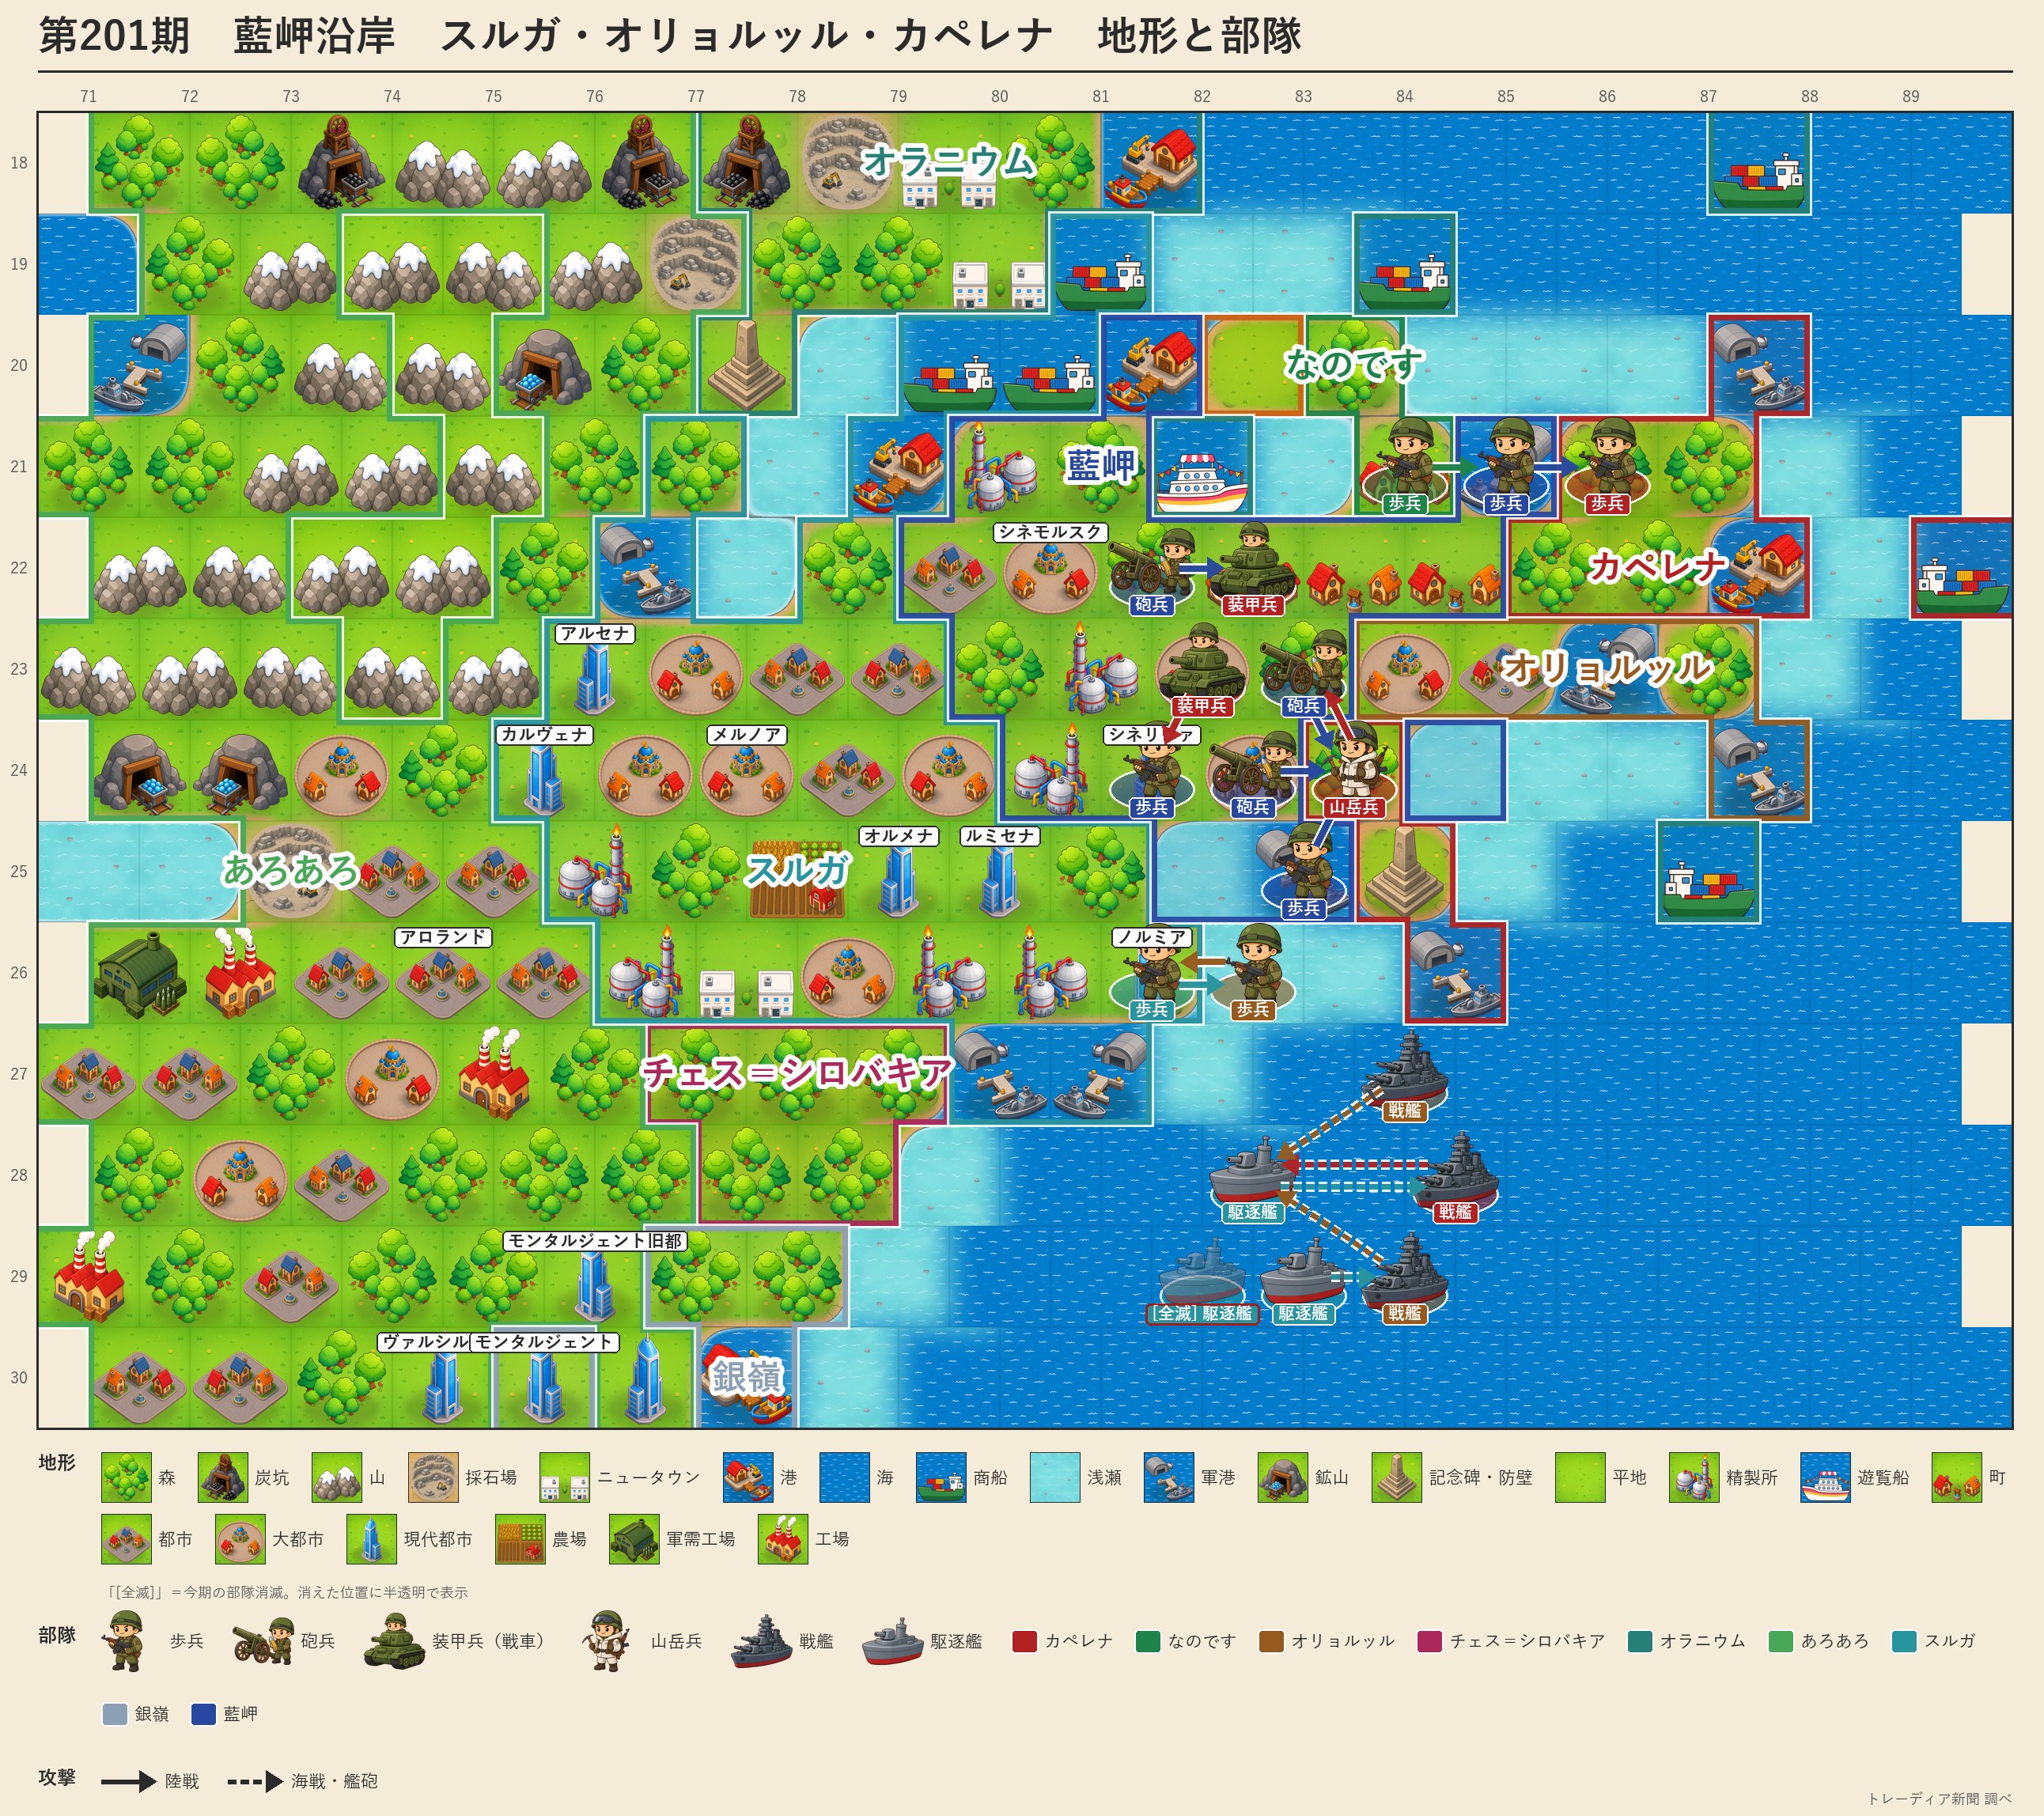 第201期　藍岬沿岸　スルガ・オリョルッル・カペレナ　地形と部隊
71 72 73 74 75 76 77 78 79 80 81 82 83 84 85 86 87 88 89
18 オラニウム
19
20 なのです
21 藍岬 歩兵 歩兵 歩兵
22 シネモルスク 砲兵 装甲兵 カペレナ
23 アルセナ 装甲兵 砲兵 オリョルッル
24 カルヴェナ メルノア 歩兵 砲兵 山岳兵
25 あろあろ スルガ オルメナ ルミセナ 歩兵
26 アロランド ノルミア 歩兵 歩兵
27 チェス＝シロバキア 戦艦
28 駆逐艦 戦艦
29 モンタルジェント旧都 [全滅] 駆逐艦 駆逐艦 戦艦
30 モンタルジェント 銀嶺
地形 森 炭坑 山 採石場 ニュータウン 港 海 商船 浅瀬 軍港 鉱山 記念碑・防壁 平地 精製所 遊覧船 町
都市 大都市 現代都市 農場 軍需工場 工場
「[全滅]」＝今期の部隊消滅。消えた位置に半透明で表示
部隊 歩兵 砲兵 装甲兵（戦車） 山岳兵 戦艦 駆逐艦 カペレナ なのです オリョルッル チェス＝シロバキア オラニウム あろあろ スルガ
銀嶺 藍岬
攻撃 陸戦 海戦・艦砲
トレーディア新聞 調べ